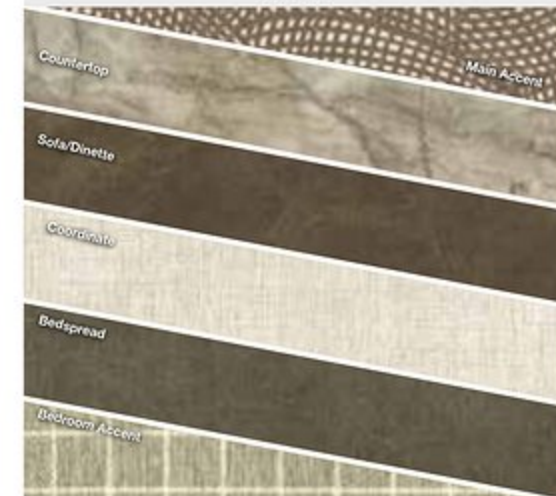 Main Accent
Countertop
Sofa/Dinette
Coordinate
Bedspread
Bedroom Accent